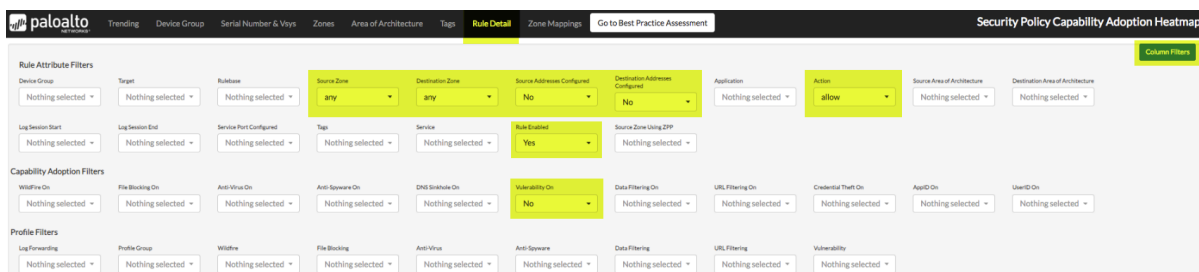 paloalto Trending Device Group Serial Number & Vsys Zones Area of Architecture Tags Rule Detail Zone Mappings Go to Best Practice Assessment Security Policy Capability Adoption Heatmap
NETWORKS
Column Filters
Rule Attribute Filters
Device Group Target Rulebase Source Zone Destination Zone Source Addresses Configured Destination Addresses Configured Application Action Source Area of Architecture Destination Area of Architecture
Nothing selected Nothing selected Nothing selected any any No No Nothing selected allow Nothing selected Nothing selected
Log Session Start Log Session End Service Port Configured Tags Service Rule Enabled Source Zone Using ZPP
Nothing selected Nothing selected Nothing selected Nothing selected Nothing selected Yes Nothing selected
Capability Adoption Filters
WildFire On File Blocking On Anti-Virus On Anti-Spyware On DNS Sinkhole On Vulerability On Data Filtering On URL Filtering On Credential Theft On AppID On UserID On
Nothing selected Nothing selected Nothing selected Nothing selected Nothing selected No Nothing selected Nothing selected Nothing selected Nothing selected Nothing selected
Profile Filters
Log Forwarding Profile Group Wildfire File Blocking Anti-Virus Anti-Spyware Data Filtering URL Filtering Vulnerability
Nothing selected Nothing selected Nothing selected Nothing selected Nothing selected Nothing selected Nothing selected Nothing selected Nothing selected